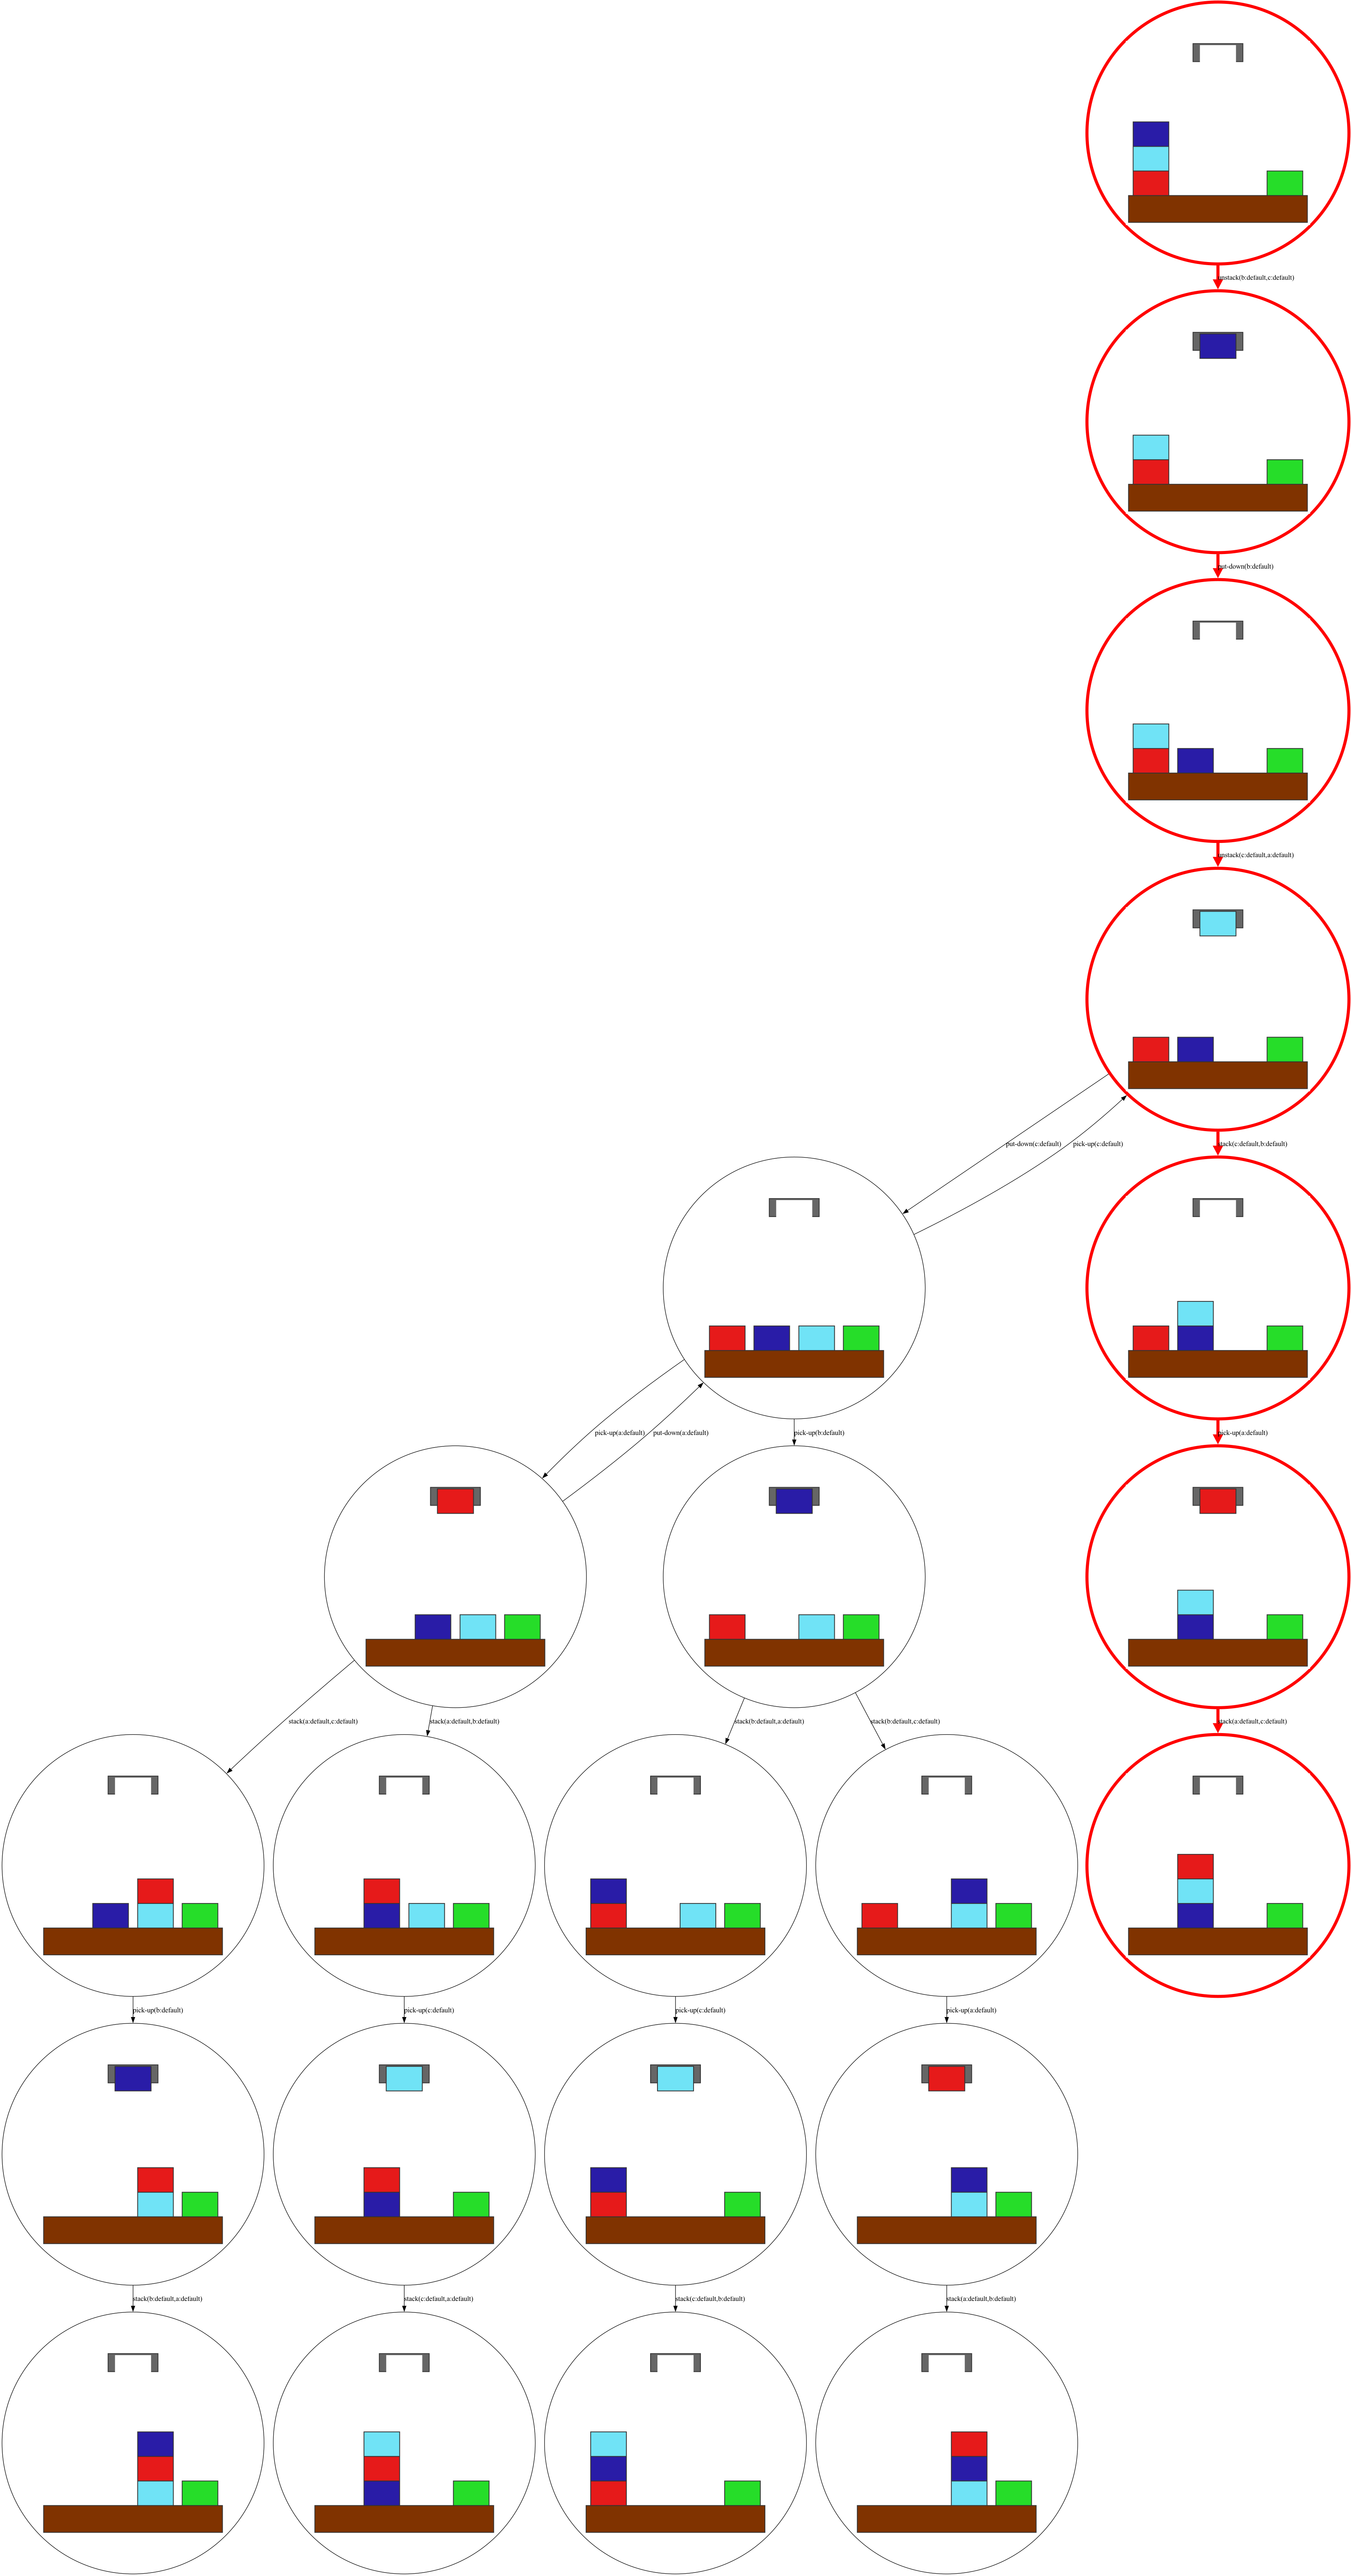 unstack(b:default,c:default)
put-down(b:default)
unstack(c:default,a:default)
put-down(c:default)
pick-up(c:default)
stack(c:default,b:default)
pick-up(a:default)
put-down(a:default)
pick-up(b:default)
pick-up(a:default)
stack(a:default,c:default)
stack(a:default,b:default)
stack(b:default,a:default)
stack(b:default,c:default)
stack(a:default,c:default)
pick-up(b:default)
pick-up(c:default)
pick-up(c:default)
pick-up(a:default)
stack(b:default,a:default)
stack(c:default,a:default)
stack(c:default,b:default)
stack(a:default,b:default)